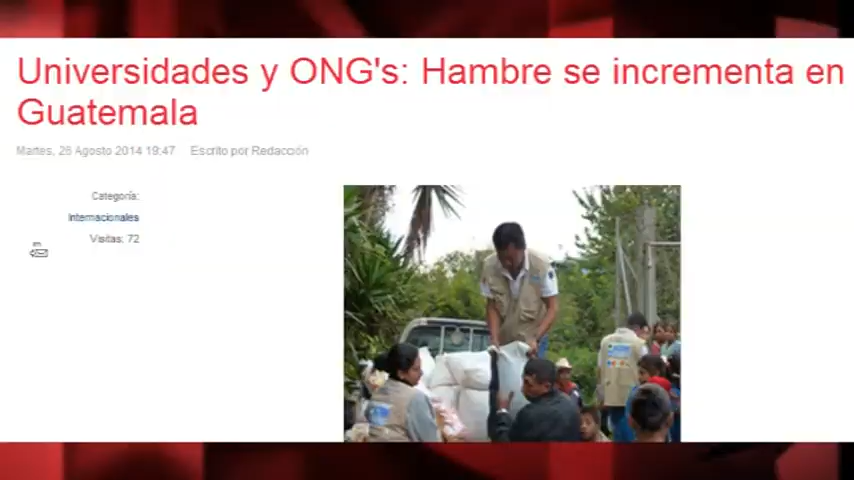 Universidades y ONG's: Hambre se incrementa en
Guatemala
Martes, 26 Agosto 2014 19:47 Escrito por Redacción
Categoría:
Internacionales
Visitas: 72